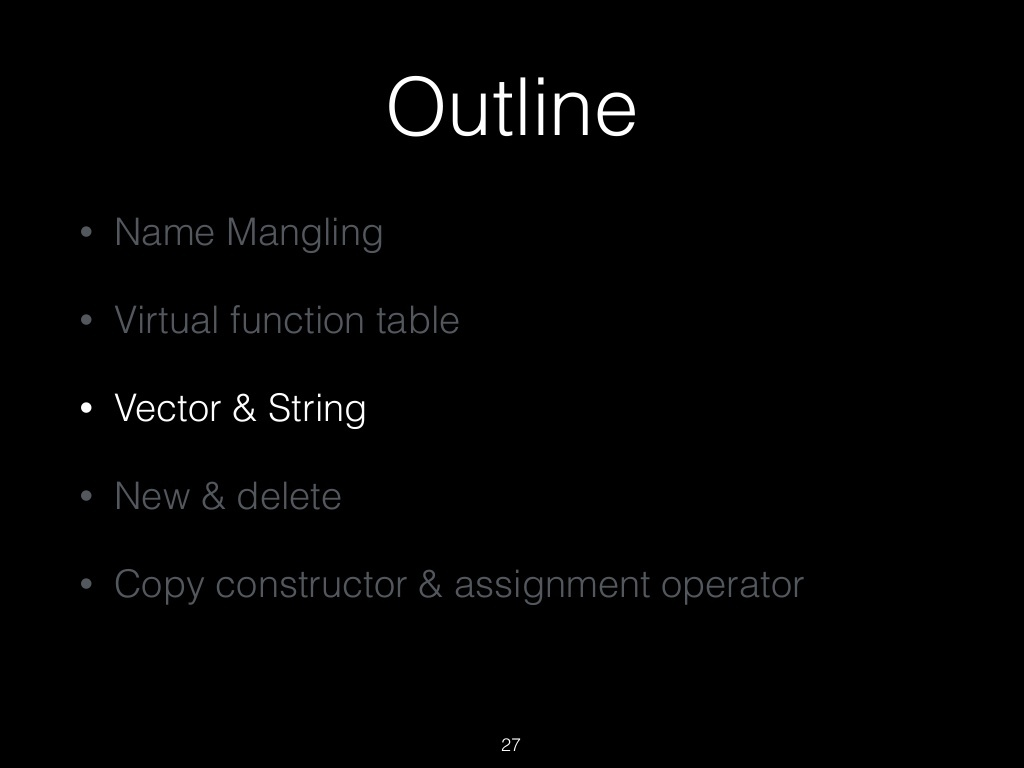 Outline
• Name Mangling
• Virtual function table
• Vector & String
• New & delete
• Copy constructor & assignment operator
27